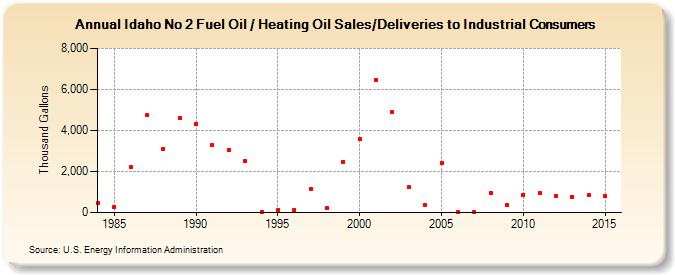 Annual Idaho No 2 Fuel Oil / Heating Oil Sales/Deliveries to Industrial Consumers
Thousand Gallons
8,000
6,000
4,000
2,000
0
1985 1990 1995 2000 2005 2010 2015
Source: U.S. Energy Information Administration